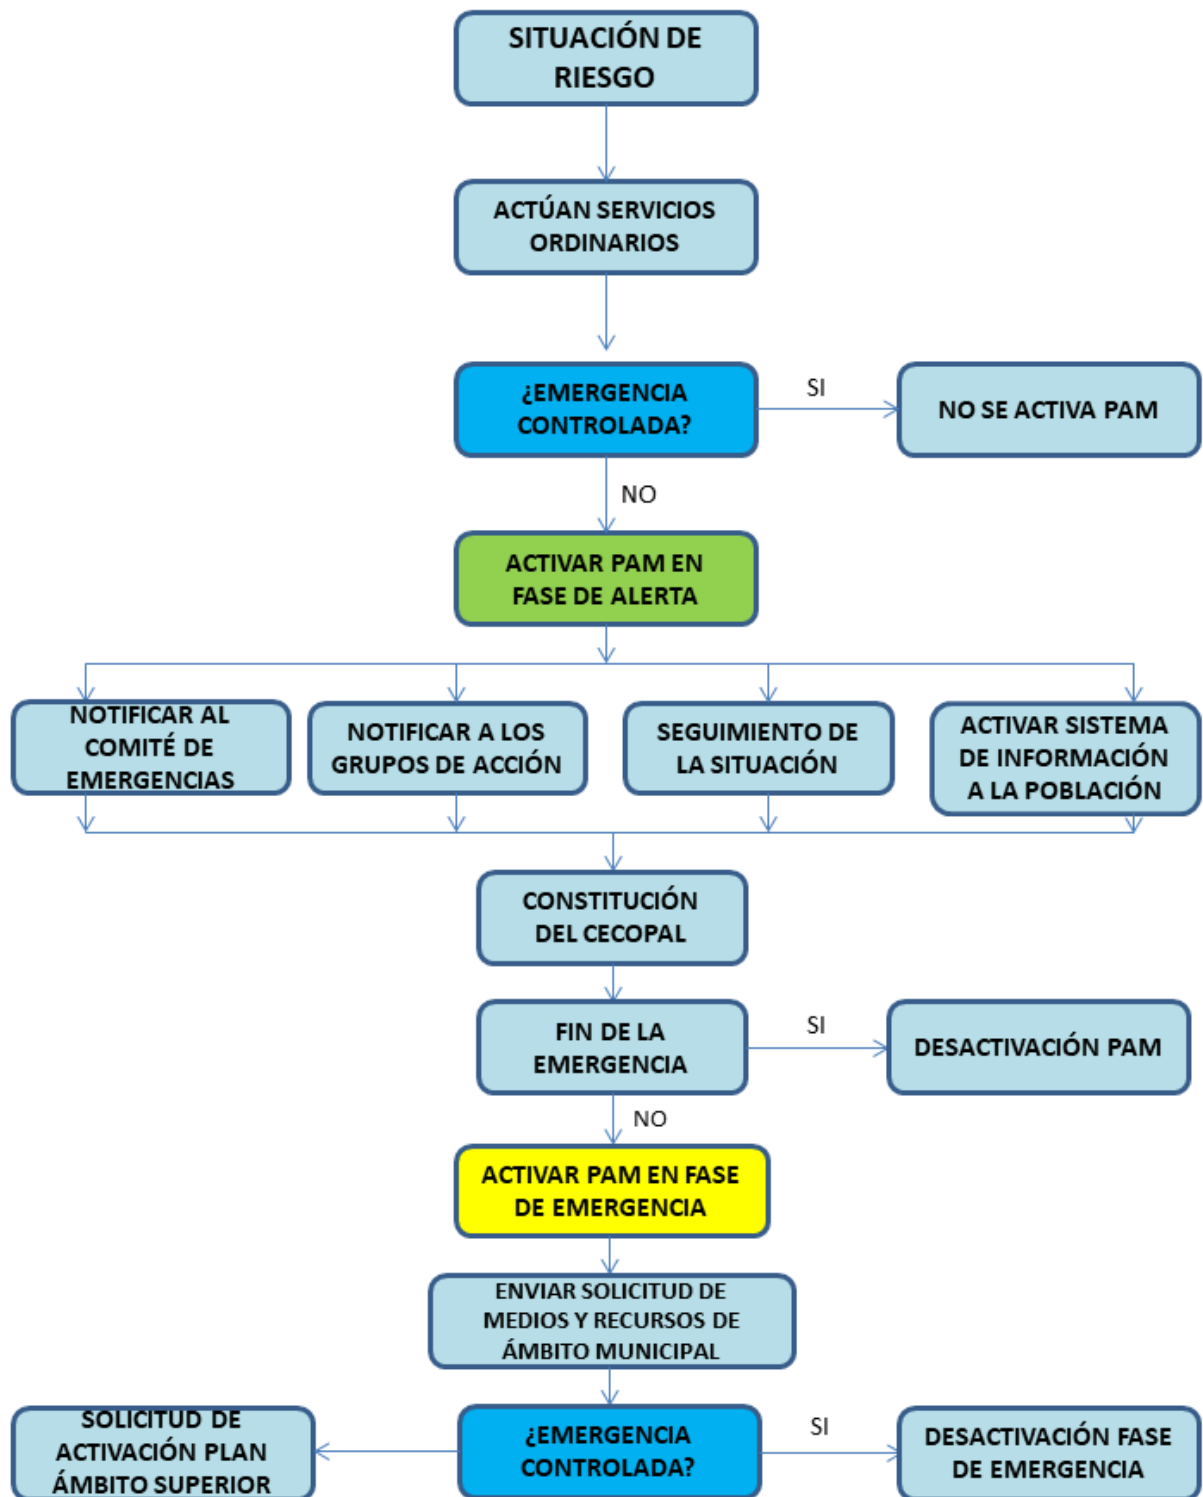 SITUACIÓN DE
RIESGO
ACTÚAN SERVICIOS
ORDINARIOS
¿EMERGENCIA
CONTROLADA?
SI
NO SE ACTIVA PAM
NO
ACTIVAR PAM EN
FASE DE ALERTA
NOTIFICAR AL
COMITÉ DE
EMERGENCIAS
NOTIFICAR A LOS
GRUPOS DE ACCIÓN
SEGUIMIENTO DE
LA SITUACIÓN
ACTIVAR SISTEMA
DE INFORMACIÓN
A LA POBLACIÓN
CONSTITUCIÓN
DEL CECOPAL
FIN DE LA
EMERGENCIA
SI
DESACTIVACIÓN PAM
NO
ACTIVAR PAM EN FASE
DE EMERGENCIA
ENVIAR SOLICITUD DE
MEDIOS Y RECURSOS DE
ÁMBITO MUNICIPAL
SOLICITUD DE
ACTIVACIÓN PLAN
ÁMBITO SUPERIOR
¿EMERGENCIA
CONTROLADA?
SI
DESACTIVACIÓN FASE
DE EMERGENCIA